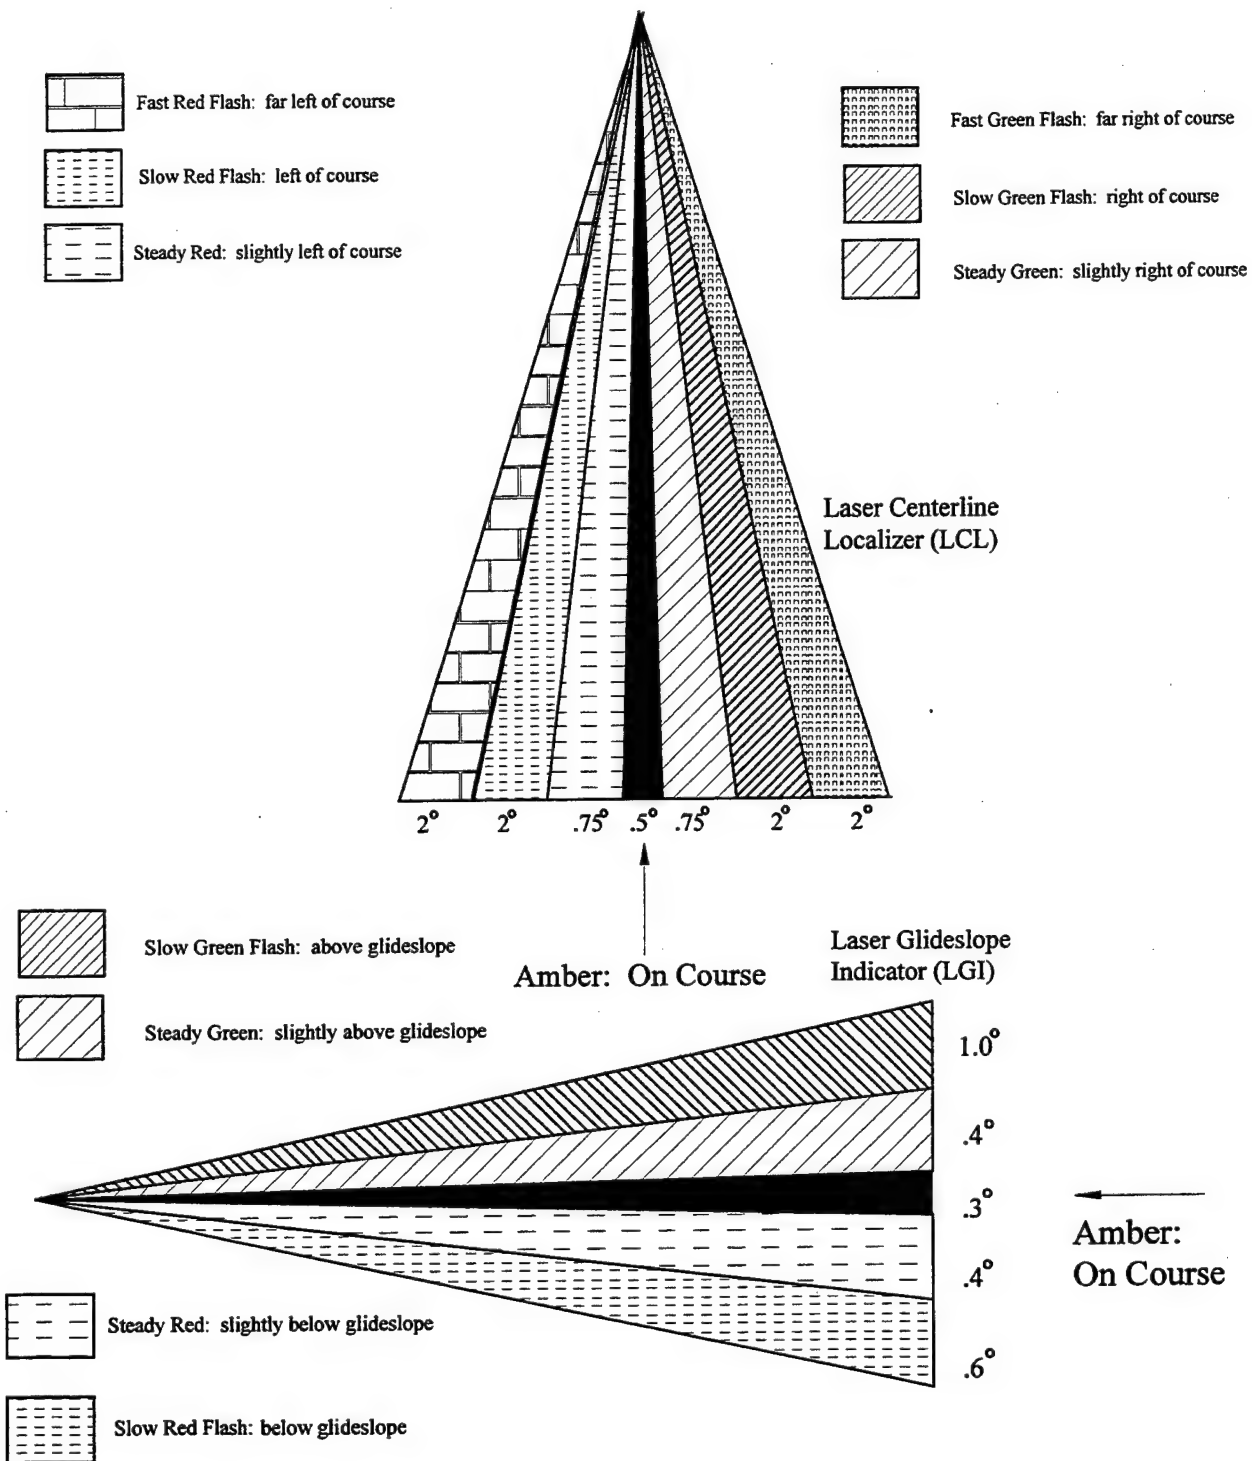 Fast Red Flash: far left of course
Slow Red Flash: left of course
Steady Red: slightly left of course
Fast Green Flash: far right of course
Slow Green Flash: right of course
Steady Green: slightly right of course
Laser Centerline
Localizer (LCL)
2° 2° .75° .5° .75° 2° 2°
Amber: On Course
Slow Green Flash: above glideslope
Steady Green: slightly above glideslope
Laser Glideslope
Indicator (LGI)
1.0°
.4°
.3°
.4°
.6°
Amber:
On Course
Steady Red: slightly below glideslope
Slow Red Flash: below glideslope